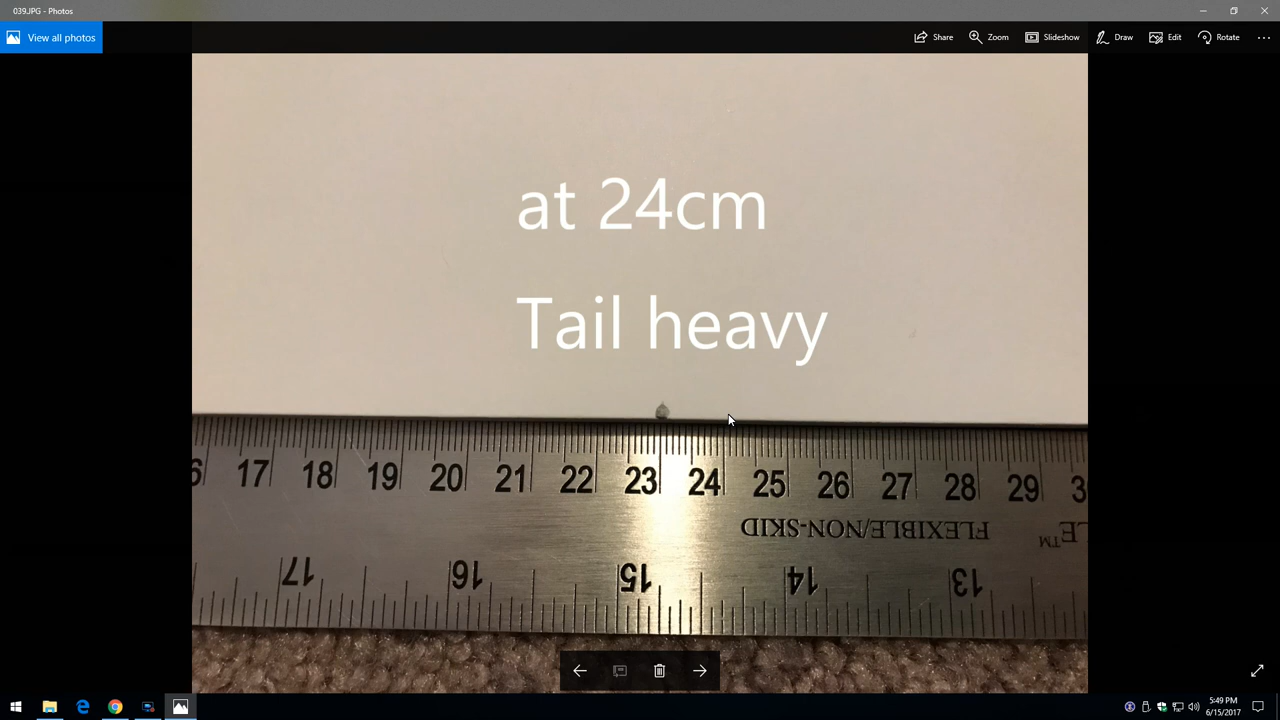 039.JPG - Photos
View all photos
Share
Zoom
Slideshow
Draw
Edit
Rotate
at 24cm
Tail heavy
17 18 19 20 21 22 23 24 25 26 27 28 29
FLEXIBLE/NON-SKID
17 16 15 14 13
5:49 PM
6/15/2017